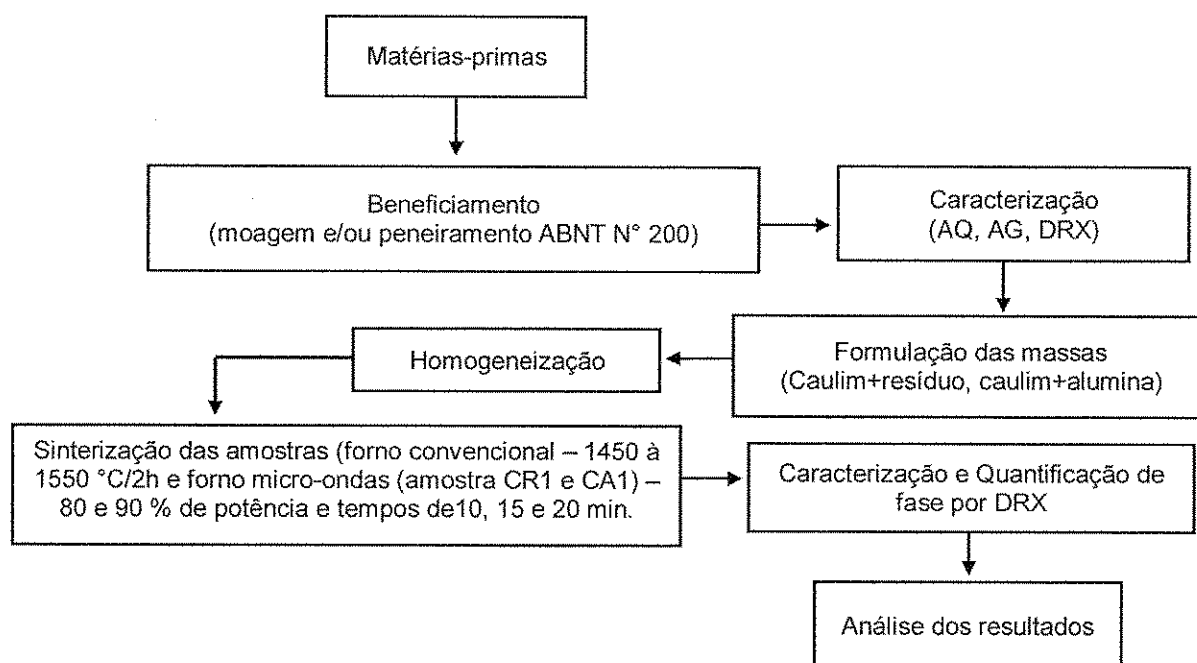 Matérias-primas
Beneficiamento
(moagem e/ou peneiramento ABNT N° 200)
Caracterização
(AQ, AG, DRX)
Formulação das massas
(Caulim+resíduo, caulim+alumina)
Homogeneização
Sinterização das amostras (forno convencional – 1450 à
1550 °C/2h e forno micro-ondas (amostra CR1 e CA1) –
80 e 90 % de potência e tempos de10, 15 e 20 min.
Caracterização e Quantificação de
fase por DRX
Análise dos resultados